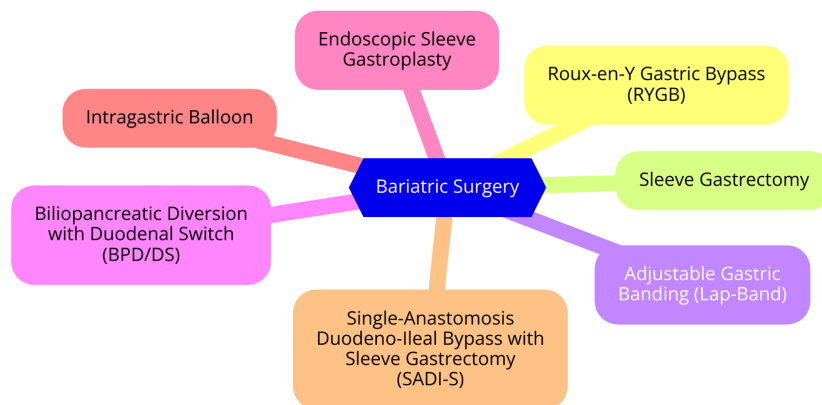 Endoscopic Sleeve
Gastroplasty
Roux-en-Y Gastric Bypass
(RYGB)
Intragastric Balloon
Bariatric Surgery
Sleeve Gastrectomy
Biliopancreatic Diversion
with Duodenal Switch
(BPD/DS)
Adjustable Gastric
Banding (Lap-Band)
Single-Anastomosis
Duodeno-Ileal Bypass with
Sleeve Gastrectomy
(SADI-S)